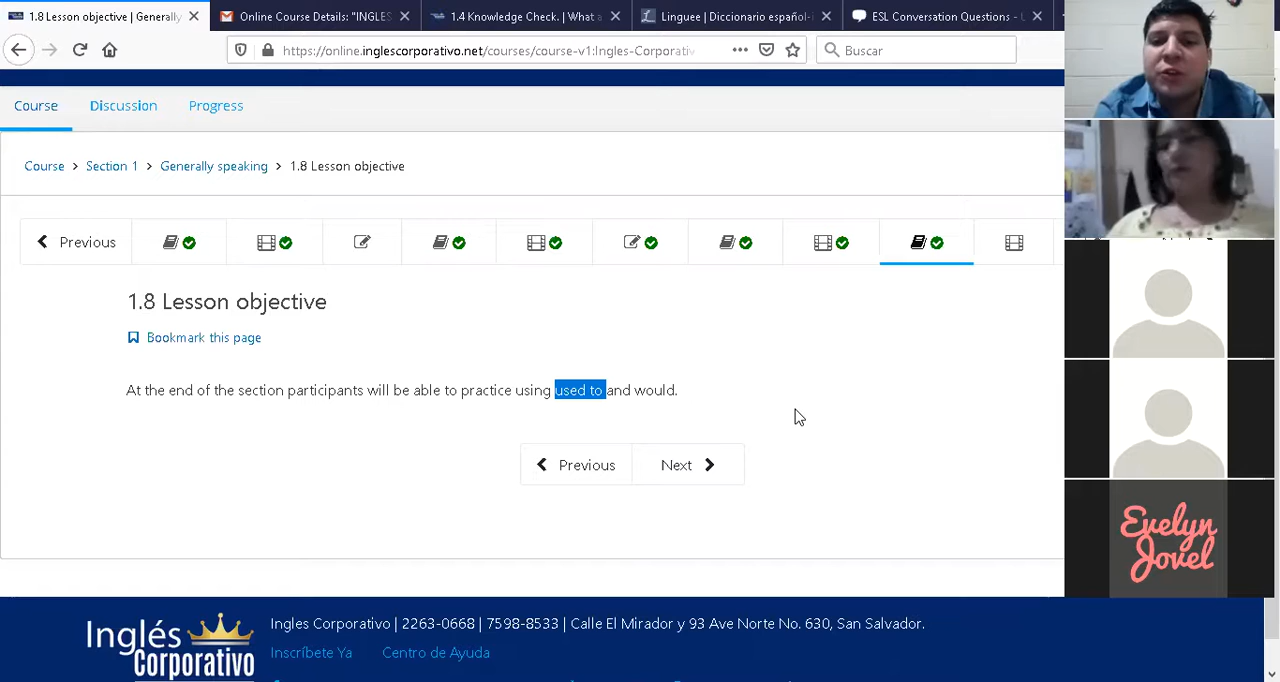 1.8 Lesson objective | Generally
Online Course Details: "INGLES
1.4 Knowledge Check. | What a
Linguee | Diccionario español-
ESL Conversation Questions - U
https://online.inglescorporativo.net/courses/course-v1:Ingles-Corporativ
Buscar
Course
Discussion
Progress
Course > Section 1 > Generally speaking > 1.8 Lesson objective
Previous
1.8 Lesson objective
Bookmark this page
At the end of the section participants will be able to practice using used to and would.
Previous
Next
Evelyn
Jovel
Inglés
Corporativo
Ingles Corporativo | 2263-0668 | 7598-8533 | Calle El Mirador y 93 Ave Norte No. 630, San Salvador.
Inscríbete Ya
Centro de Ayuda